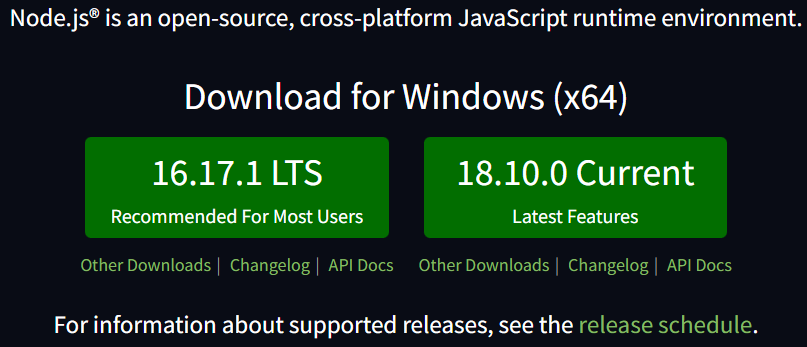 Node.js® is an open-source, cross-platform JavaScript runtime environment.
Download for Windows (x64)
16.17.1 LTS
Recommended For Most Users
18.10.0 Current
Latest Features
Other Downloads | Changelog | API Docs
Other Downloads | Changelog | API Docs
For information about supported releases, see the release schedule.